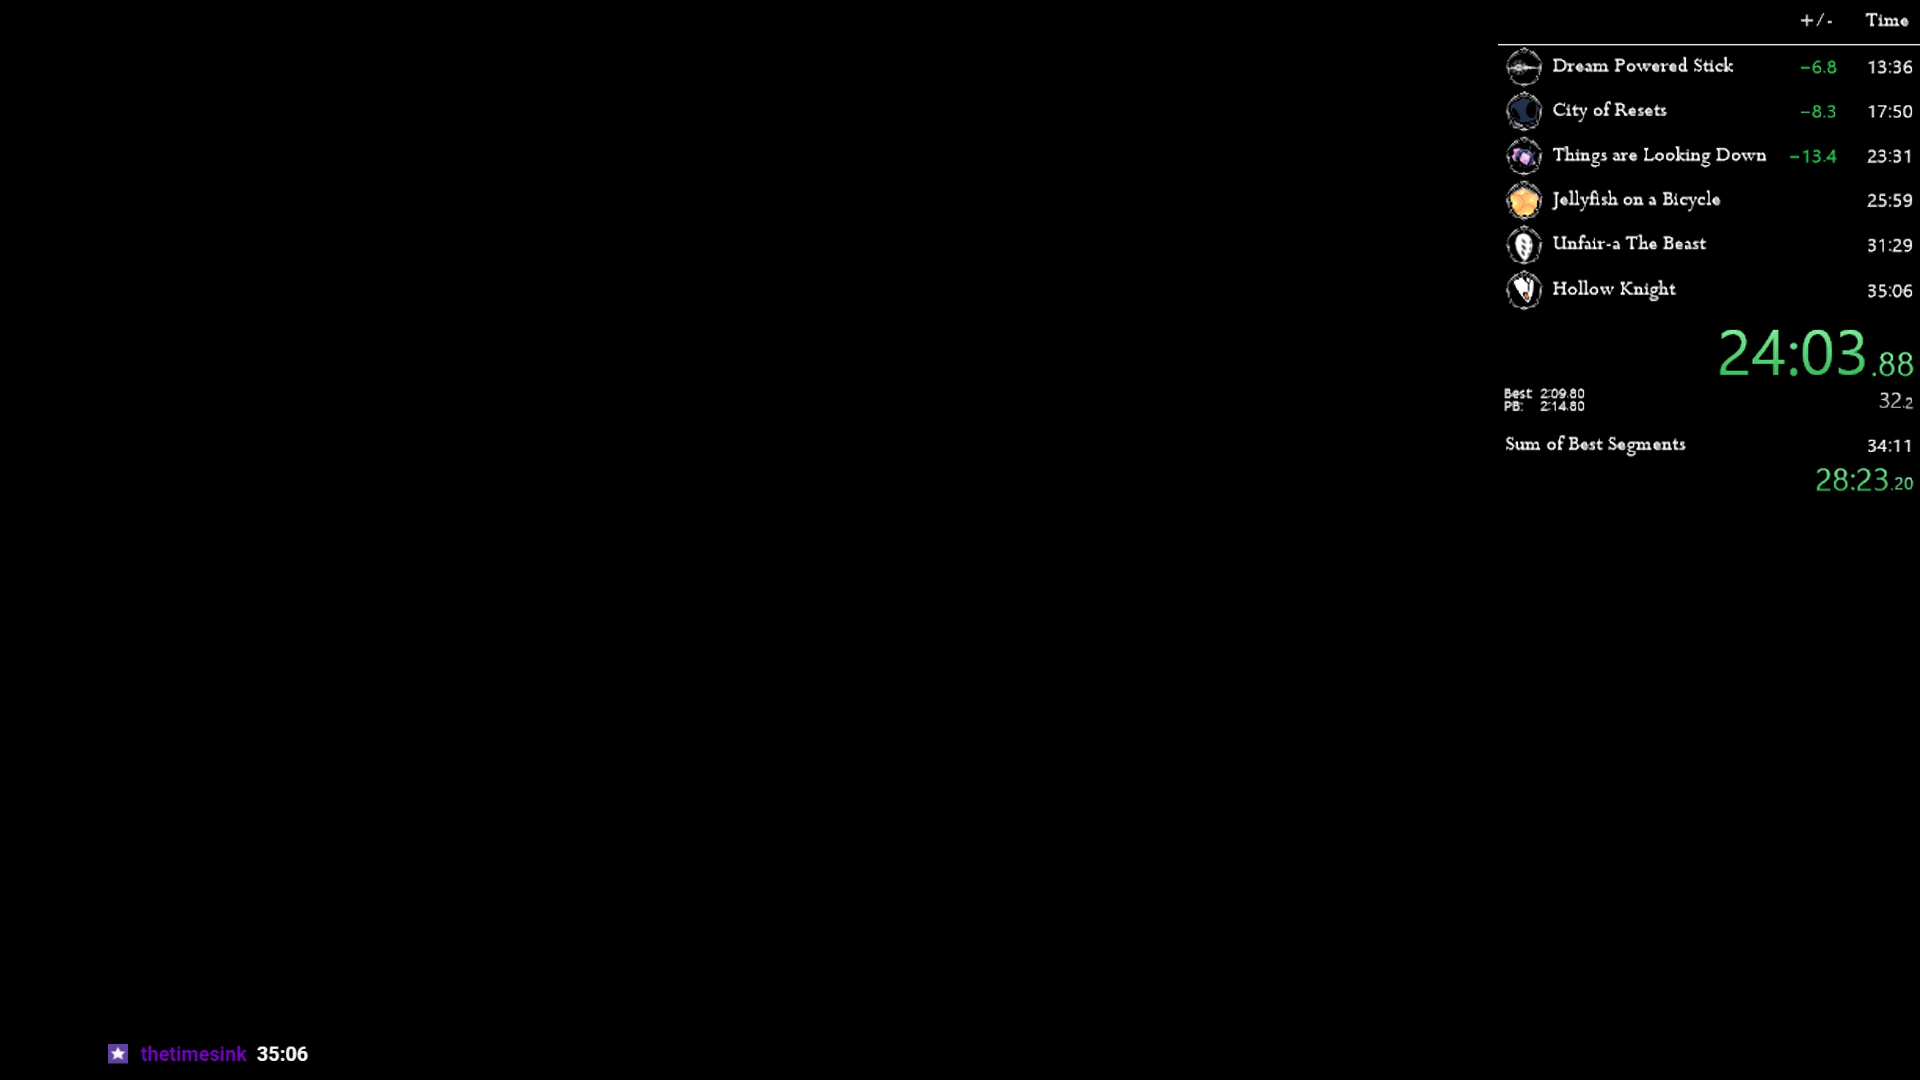 +/- Time
Dream Powered Stick -6.8 13:36
City of Resets -8.3 17:50
Things are Looking Down -13.4 23:31
Jellyfish on a Bicycle 25:59
Unfair-a The Beast 31:29
Hollow Knight 35:06
24:03.88
Best: 2:09.80
PB: 2:14.80
32.2
Sum of Best Segments 34:11
28:23.20
thetimesink 35:06